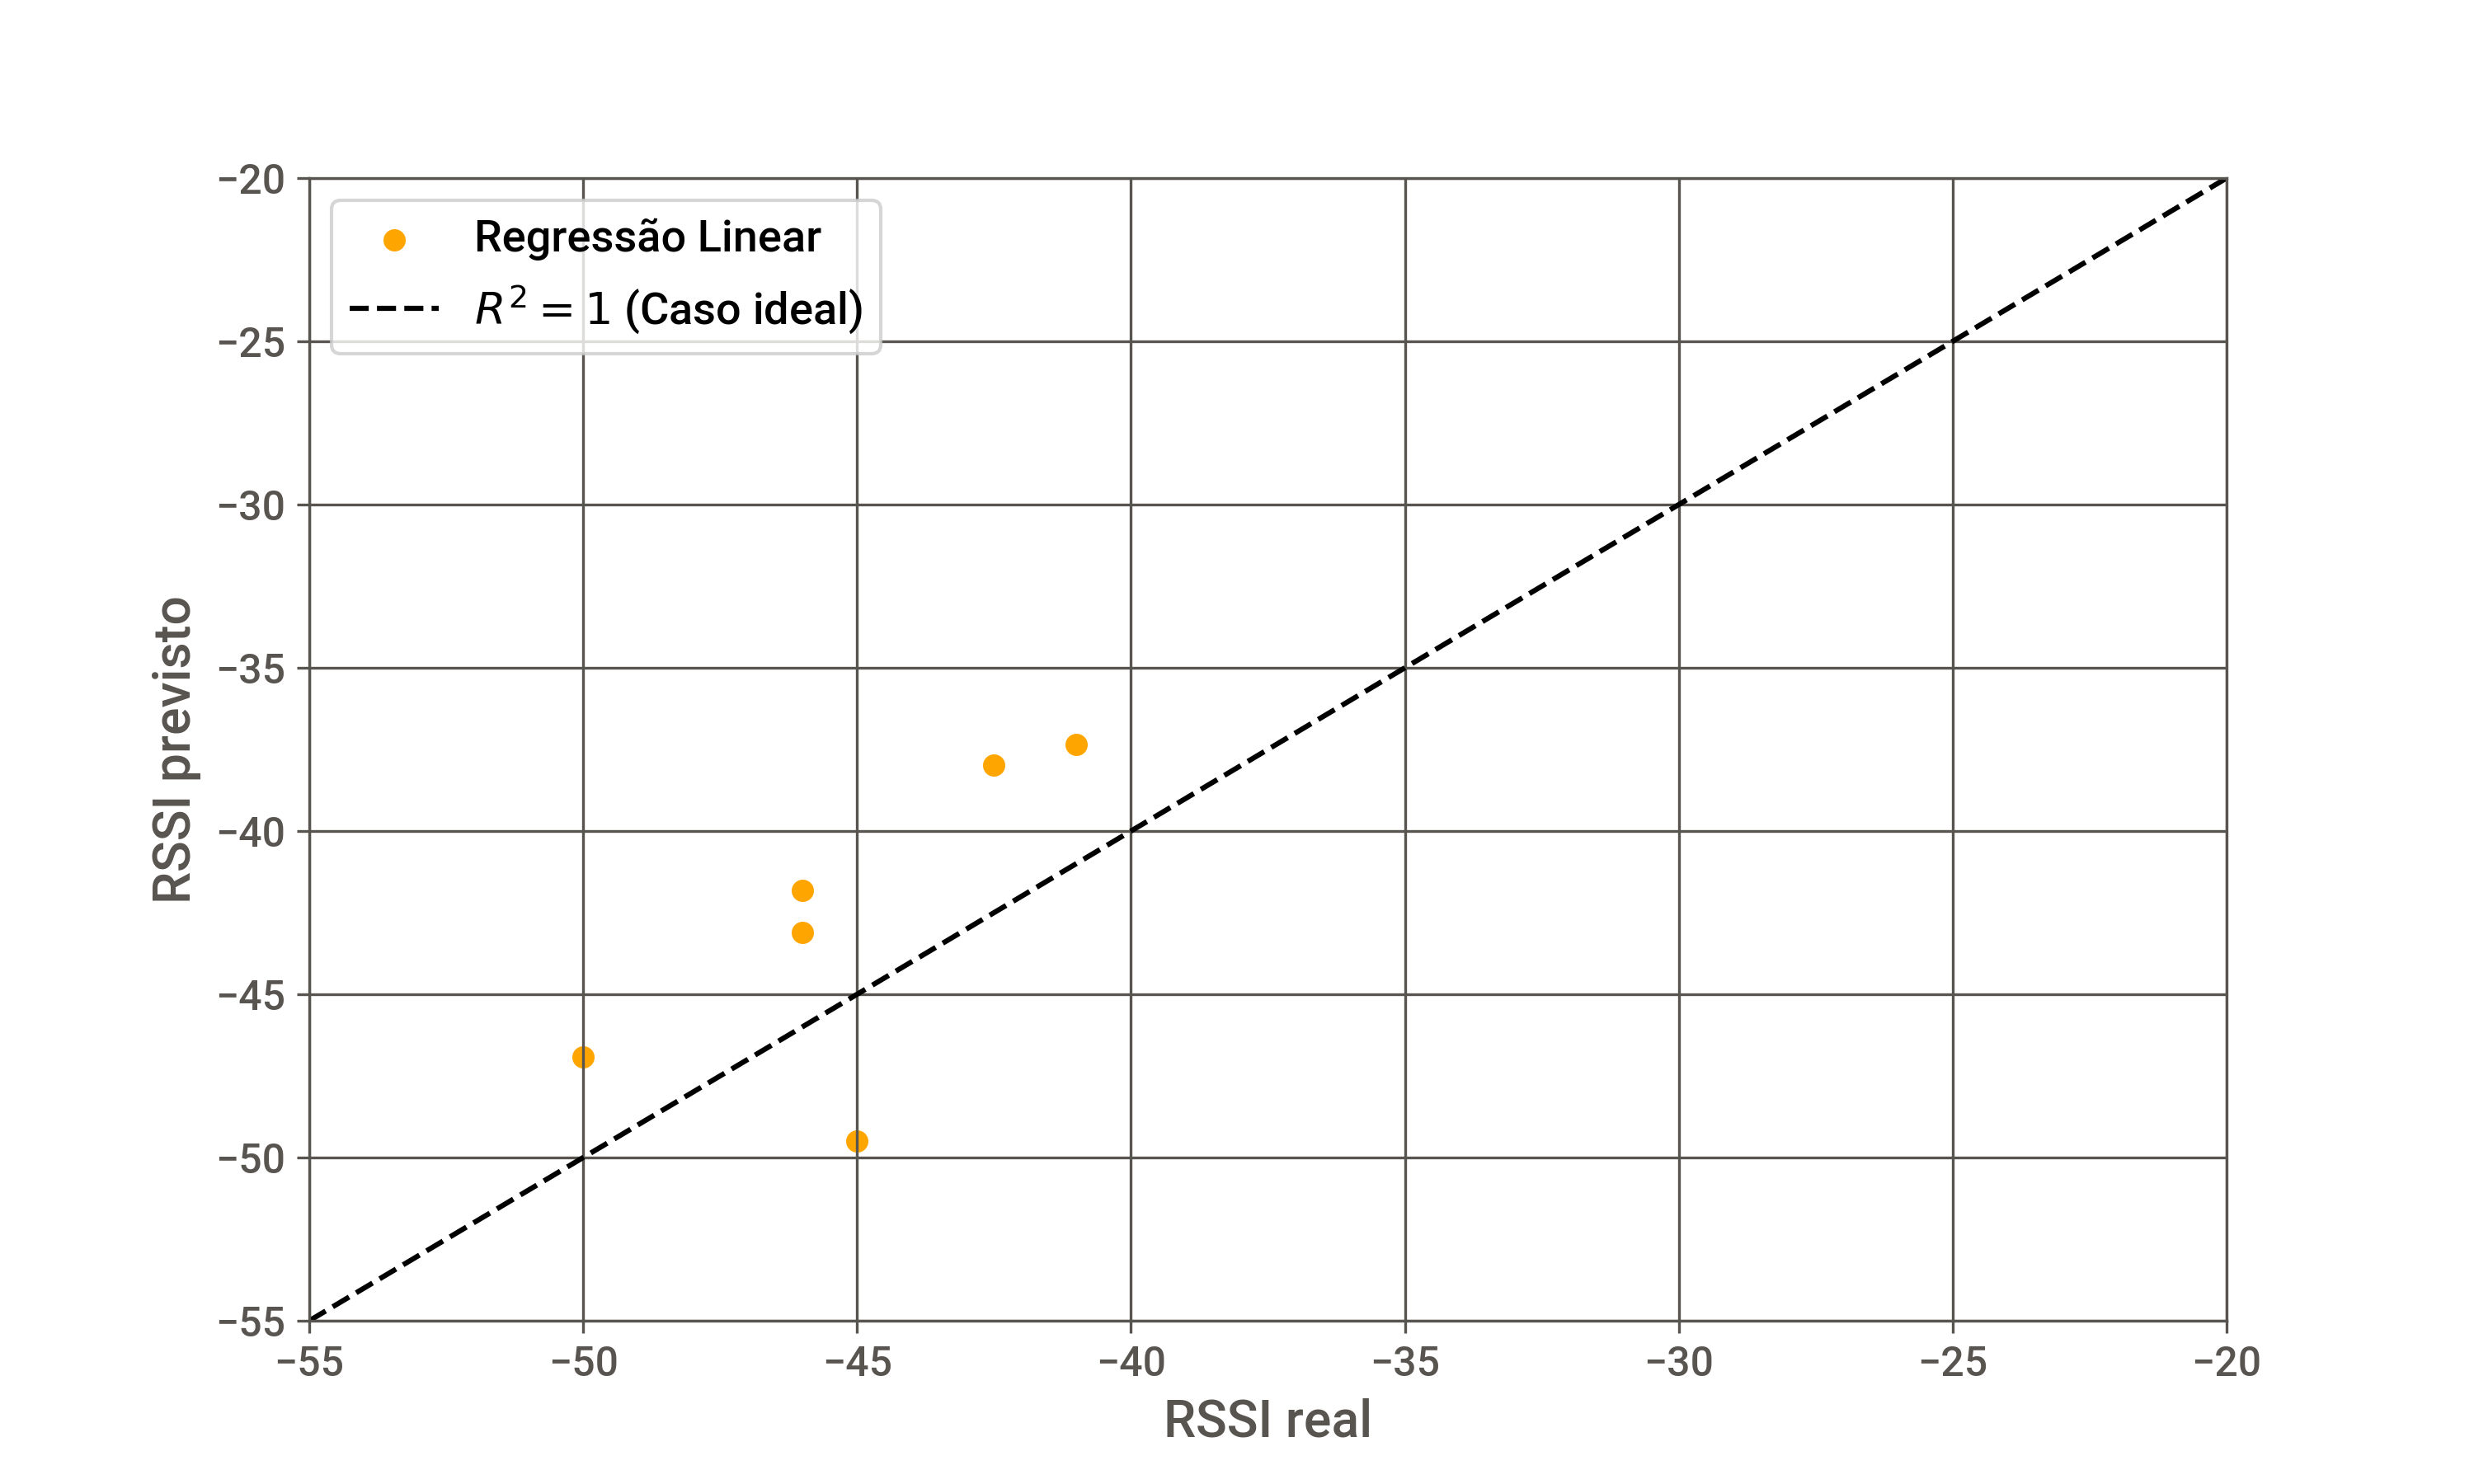 Regressão Linear
R² = 1 (Caso ideal)
RSSI previsto
−20
−25
−30
−35
−40
−45
−50
−55
−55 −50 −45 −40 −35 −30 −25 −20
RSSI real